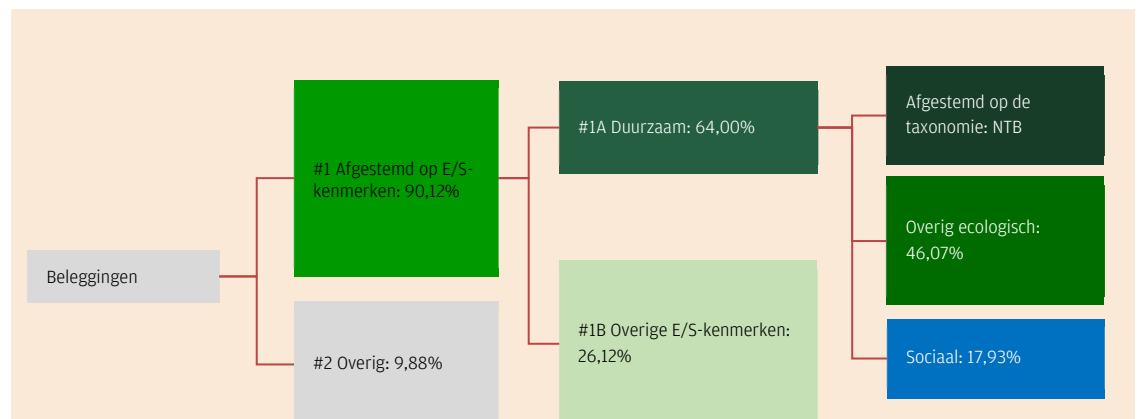 Beleggingen
#1 Afgestemd op E/S-
kenmerken: 90,12%
#2 Overig: 9,88%
#1A Duurzaam: 64,00%
#1B Overige E/S-kenmerken:
26,12%
Afgestemd op de
taxonomie: NTB
Overig ecologisch:
46,07%
Sociaal: 17,93%